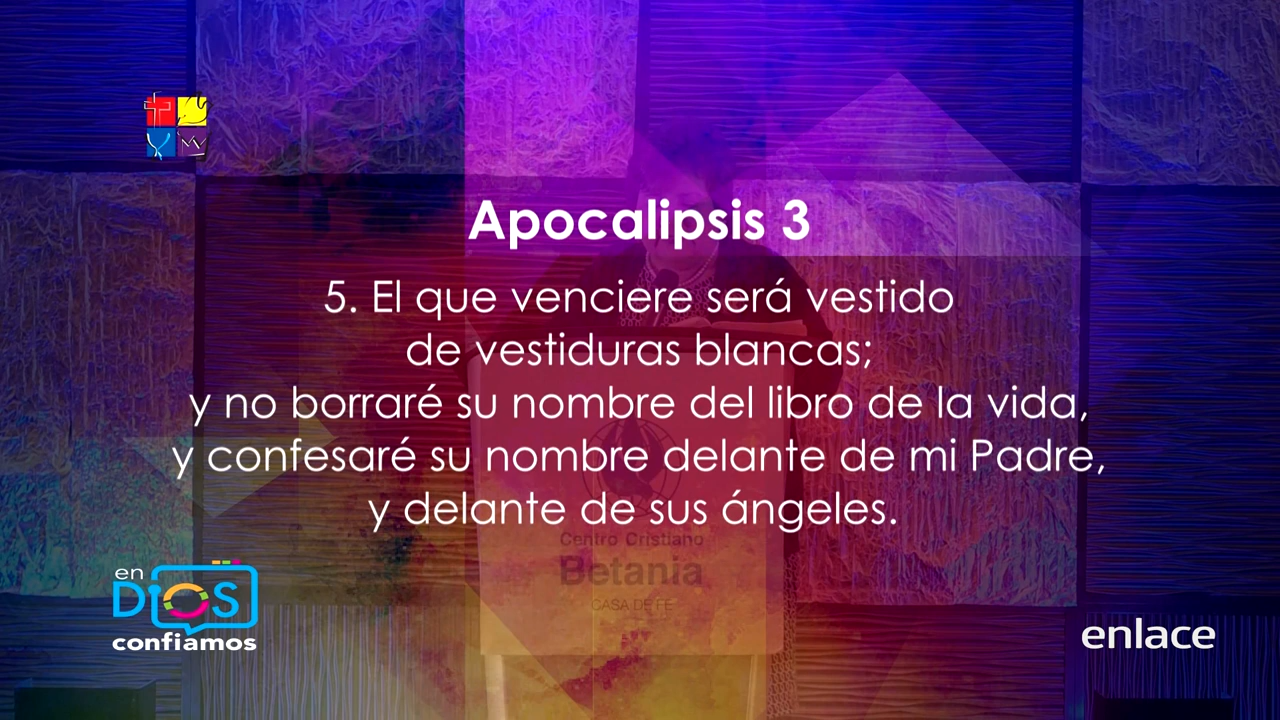 Apocalipsis 3
5. El que venciere será vestido
de vestiduras blancas;
y no borraré su nombre del libro de la vida,
y confesaré su nombre delante de mi Padre,
y delante de sus ángeles.
Centro Cristiano
Betania
CASA DE FE
en
DiOS
confiamos
enlace